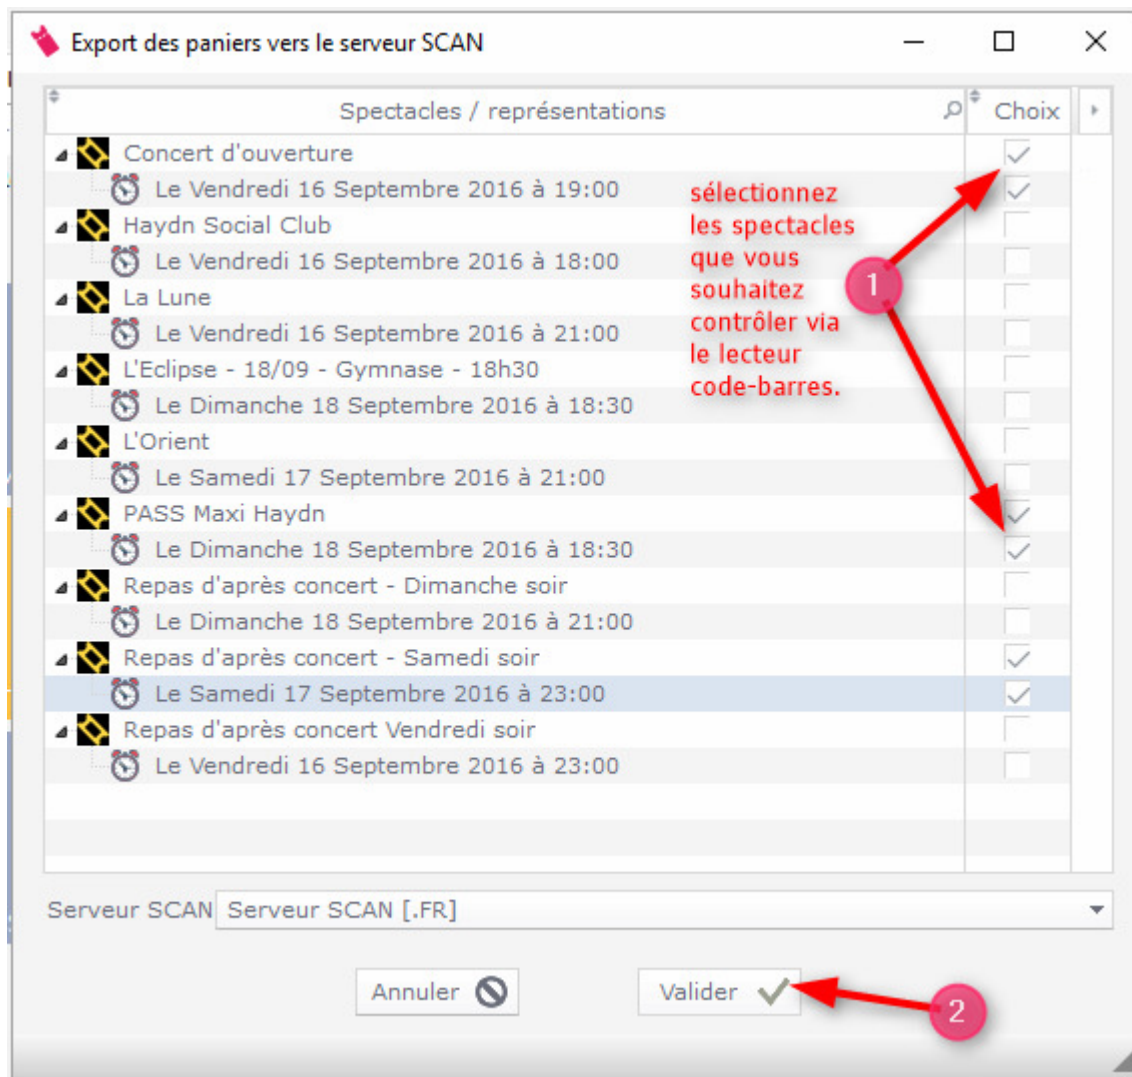 Export des paniers vers le serveur SCAN
Spectacles / représentations
Choix
Concert d'ouverture
Le Vendredi 16 Septembre 2016 à 19:00
Haydn Social Club
Le Vendredi 16 Septembre 2016 à 18:00
La Lune
Le Vendredi 16 Septembre 2016 à 21:00
L'Eclipse - 18/09 - Gymnase - 18h30
Le Dimanche 18 Septembre 2016 à 18:30
L'Orient
Le Samedi 17 Septembre 2016 à 21:00
PASS Maxi Haydn
Le Dimanche 18 Septembre 2016 à 18:30
Repas d'après concert - Dimanche soir
Le Dimanche 18 Septembre 2016 à 21:00
Repas d'après concert - Samedi soir
Le Samedi 17 Septembre 2016 à 23:00
Repas d'après concert Vendredi soir
Le Vendredi 16 Septembre 2016 à 23:00
sélectionnez
les spectacles
que vous
souhaitez
contrôler via
le lecteur
code-barres.
1
Serveur SCAN Serveur SCAN [.FR]
Annuler
Valider
2